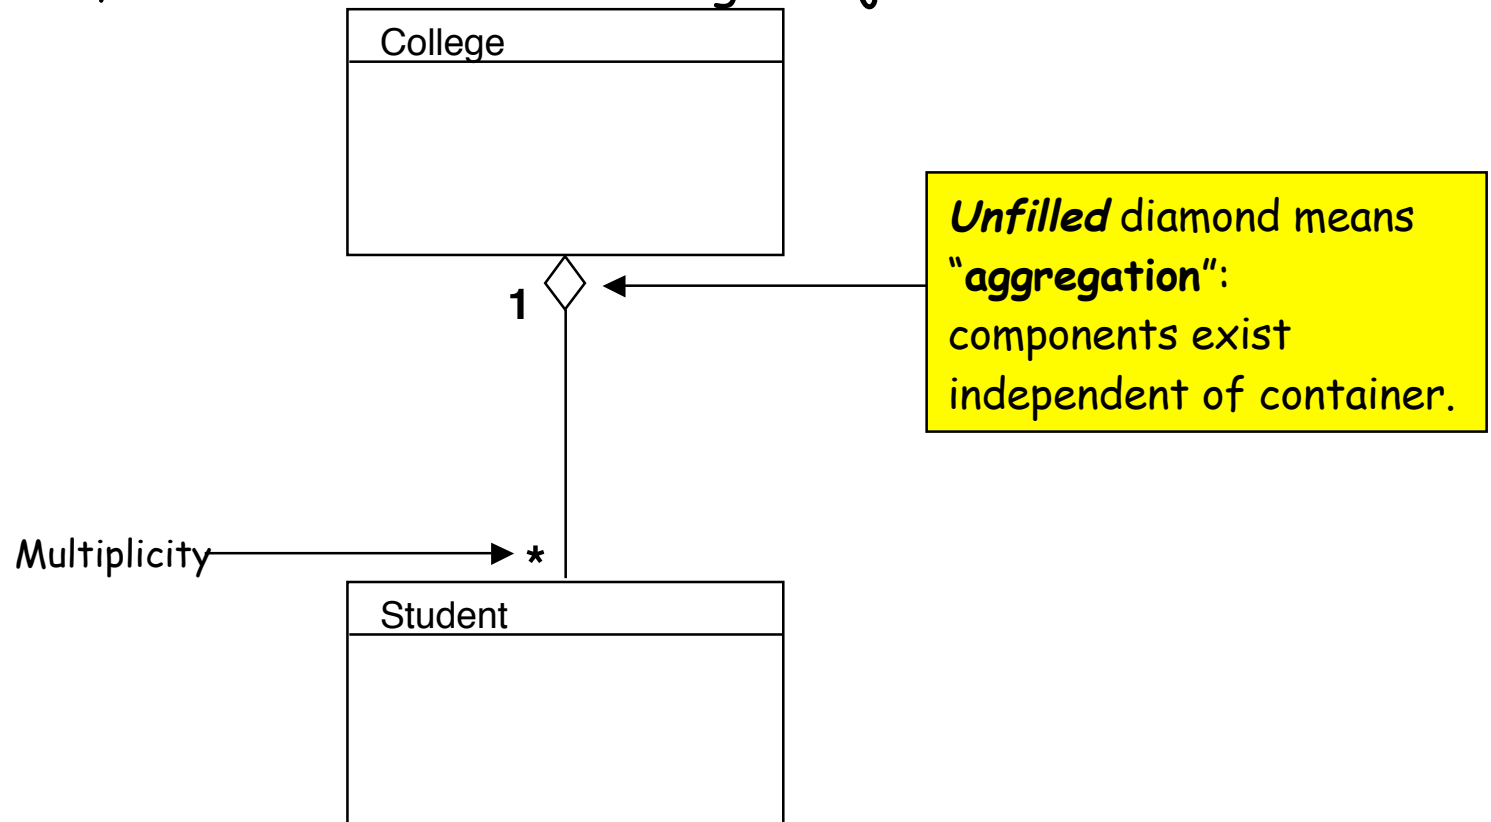 College
Unfilled diamond means
“aggregation”:
components exist
independent of container.
1
Multiplicity
*
Student